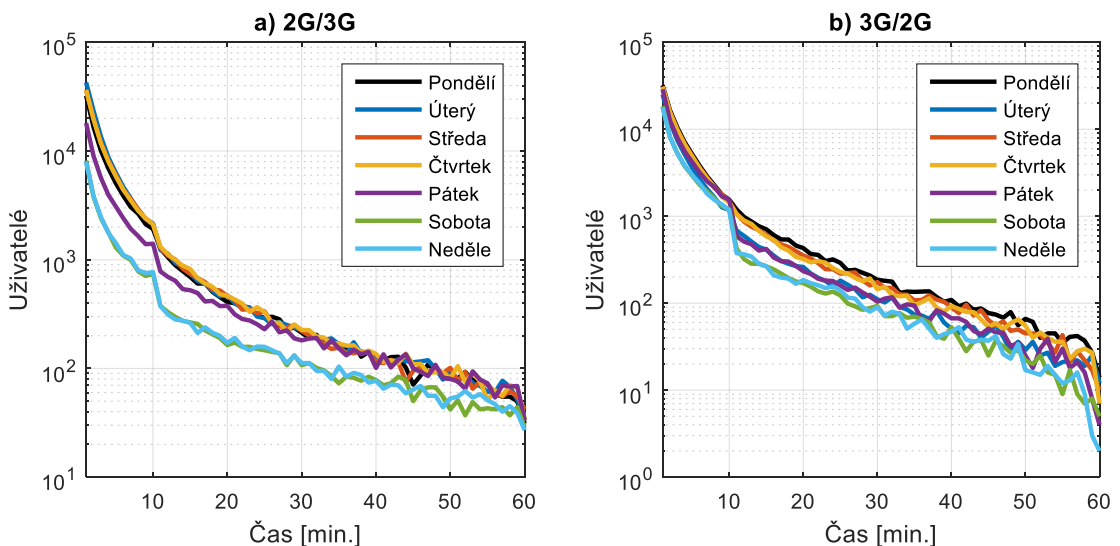 a) 2G/3G
10^5
10^4
10^3
10^2
10^1
Uživatelé
10
20
30
40
50
60
Čas [min.]
Pondělí
Úterý
Středa
Čtvrtek
Pátek
Sobota
Neděle
b) 3G/2G
10^5
10^4
10^3
10^2
10^1
10^0
Uživatelé
10
20
30
40
50
60
Čas [min.]
Pondělí
Úterý
Středa
Čtvrtek
Pátek
Sobota
Neděle